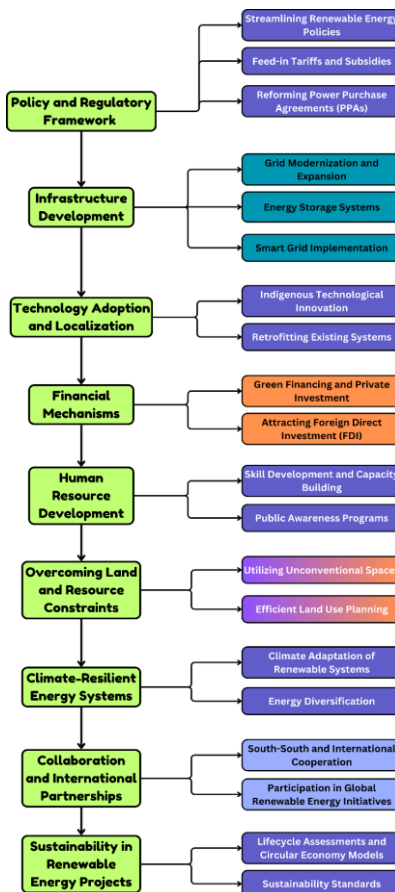 Streamlining Renewable Energy
Policies
Feed-in Tariffs and Subsidies
Policy and Regulatory
Framework
Reforming Power Purchase
Agreements (PPAs)
Grid Modernization and
Expansion
Infrastructure
Development
Energy Storage Systems
Smart Grid Implementation
Technology Adoption
and Localization
Indigenous Technological
Innovation
Retrofitting Existing Systems
Financial
Mechanisms
Green Financing and Private
Investment
Attracting Foreign Direct
Investment (FDI)
Human
Resource
Development
Skill Development and Capacity
Building
Public Awareness Programs
Overcoming Land
and Resource
Constraints
Utilizing Unconventional Space
Efficient Land Use Planning
Climate-Resilient
Energy Systems
Climate Adaptation of
Renewable Systems
Energy Diversification
Collaboration
and International
Partnerships
South-South and International
Cooperation
Participation in Global
Renewable Energy Initiatives
Sustainability in
Renewable
Energy Projects
Lifecycle Assessments and
Circular Economy Models
Sustainability Standards